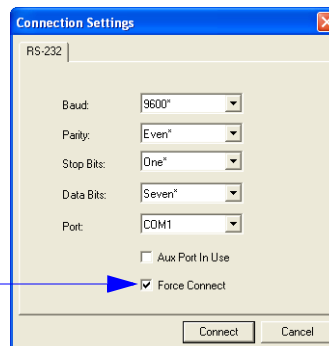 Connection Settings
RS-232
Baud: 9600*
Parity: Even*
Stop Bits: One*
Data Bits: Seven*
Port: COM1
Aux Port In Use
Force Connect
Connect Cancel